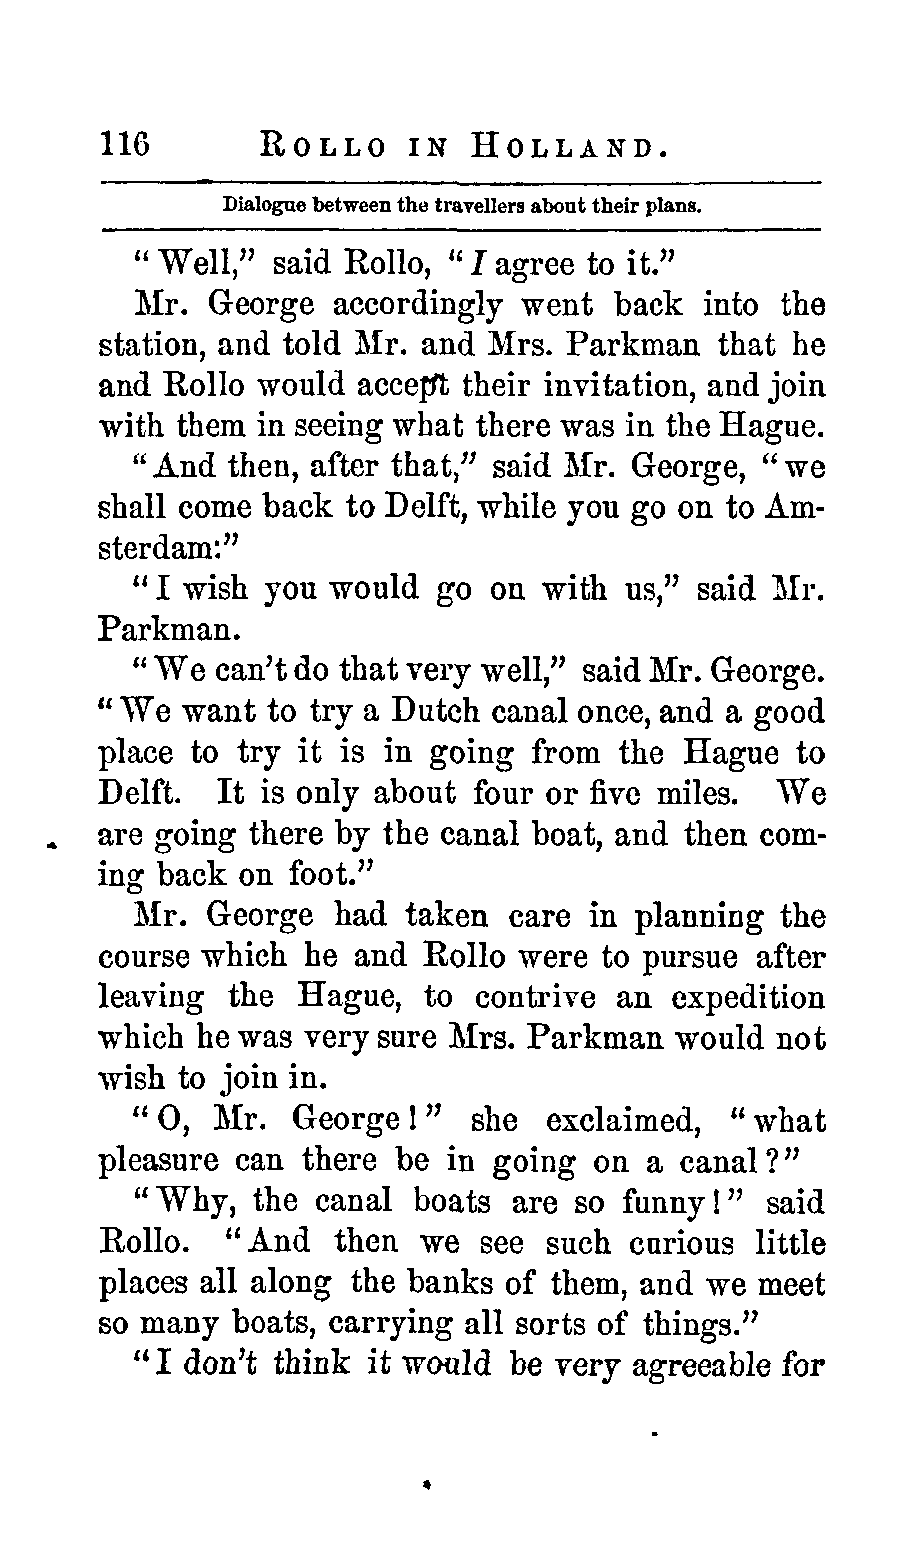 116 ROLLO IN HOLLAND.
Dialogue between the travellers about their plans.
“Well,” said Rollo, “I agree to it.”
Mr. George accordingly went back into the
station, and told Mr. and Mrs. Parkman that he
and Rollo would accept their invitation, and join
with them in seeing what there was in the Hague.
“And then, after that,” said Mr. George, “we
shall come back to Delft, while you go on to Am-
sterdam:”
“I wish you would go on with us,” said Mr.
Parkman.
“We can’t do that very well,” said Mr. George.
“We want to try a Dutch canal once, and a good
place to try it is in going from the Hague to
Delft. It is only about four or five miles. We
are going there by the canal boat, and then com-
ing back on foot.”
Mr. George had taken care in planning the
course which he and Rollo were to pursue after
leaving the Hague, to contrive an expedition
which he was very sure Mrs. Parkman would not
wish to join in.
“O, Mr. George!” she exclaimed, “what
pleasure can there be in going on a canal?”
“Why, the canal boats are so funny!” said
Rollo. “And then we see such curious little
places all along the banks of them, and we meet
so many boats, carrying all sorts of things.”
“I don’t think it would be very agreeable for